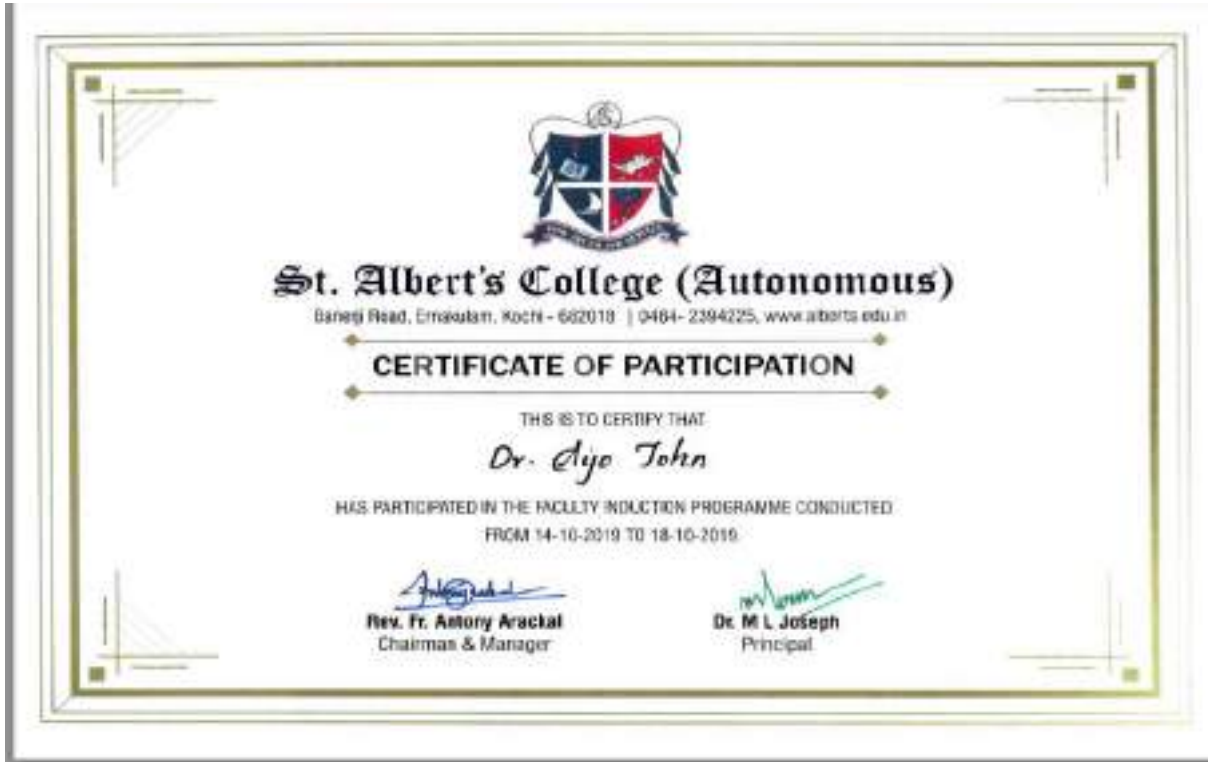 St. Albert's College (Autonomous)
Banerji Road, Ernakulam, Kochi - 682018 | 0484- 2394225, www.alberts.edu.in
CERTIFICATE OF PARTICIPATION
THIS IS TO CERTIFY THAT
Dr. Aijo John
HAS PARTICIPATED IN THE FACULTY INDUCTION PROGRAMME CONDUCTED
FROM 14-10-2019 TO 18-10-2019
Rev. Fr. Antony Arackal
Chairman & Manager
Dr. M L Joseph
Principal